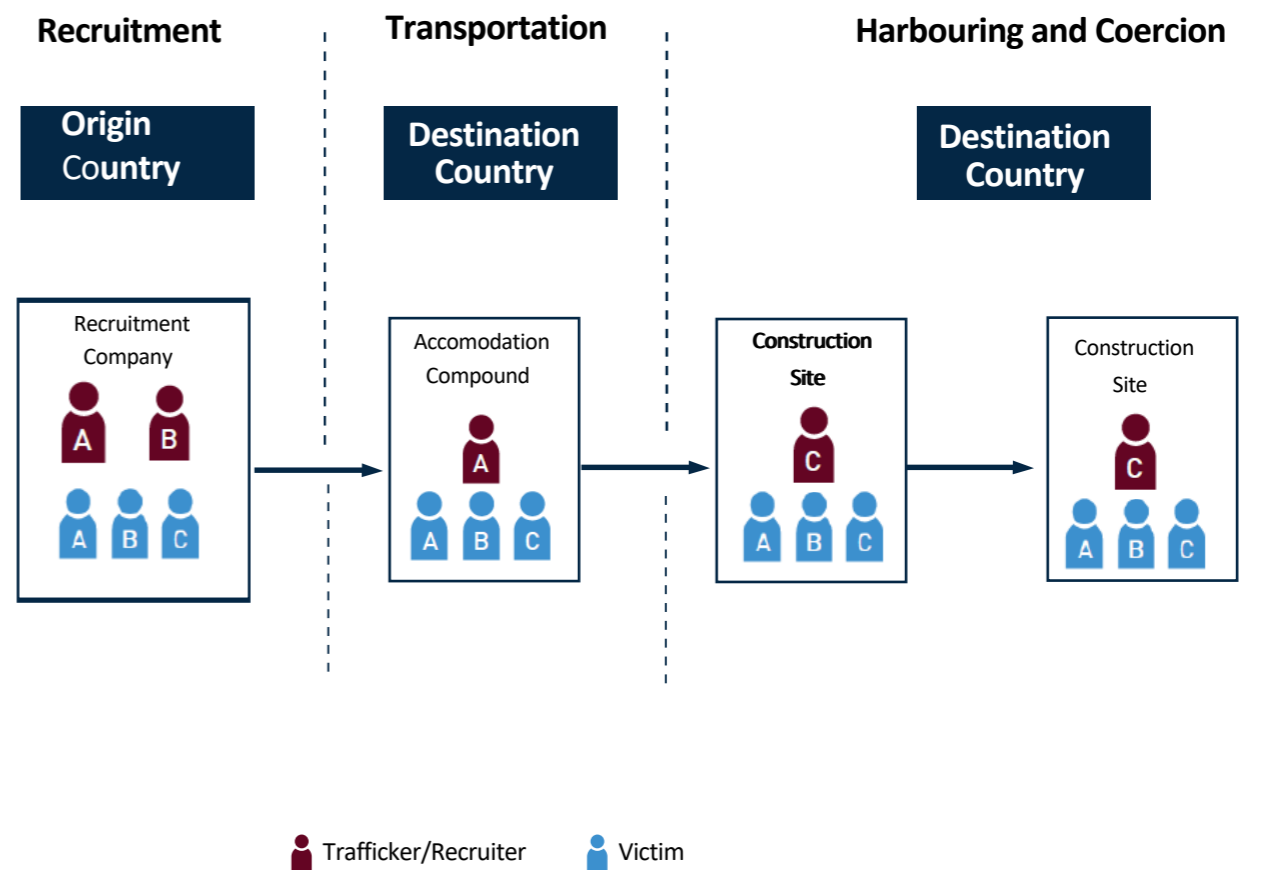 Recruitment
Transportation
Harbouring and Coercion
Origin
Country
Destination
Country
Destination
Country
Recruitment
Company
A
B
A B C
Accomodation
Compound
A
A B C
Construction
Site
C
A B C
Construction
Site
C
A B C
Trafficker/Recruiter
Victim